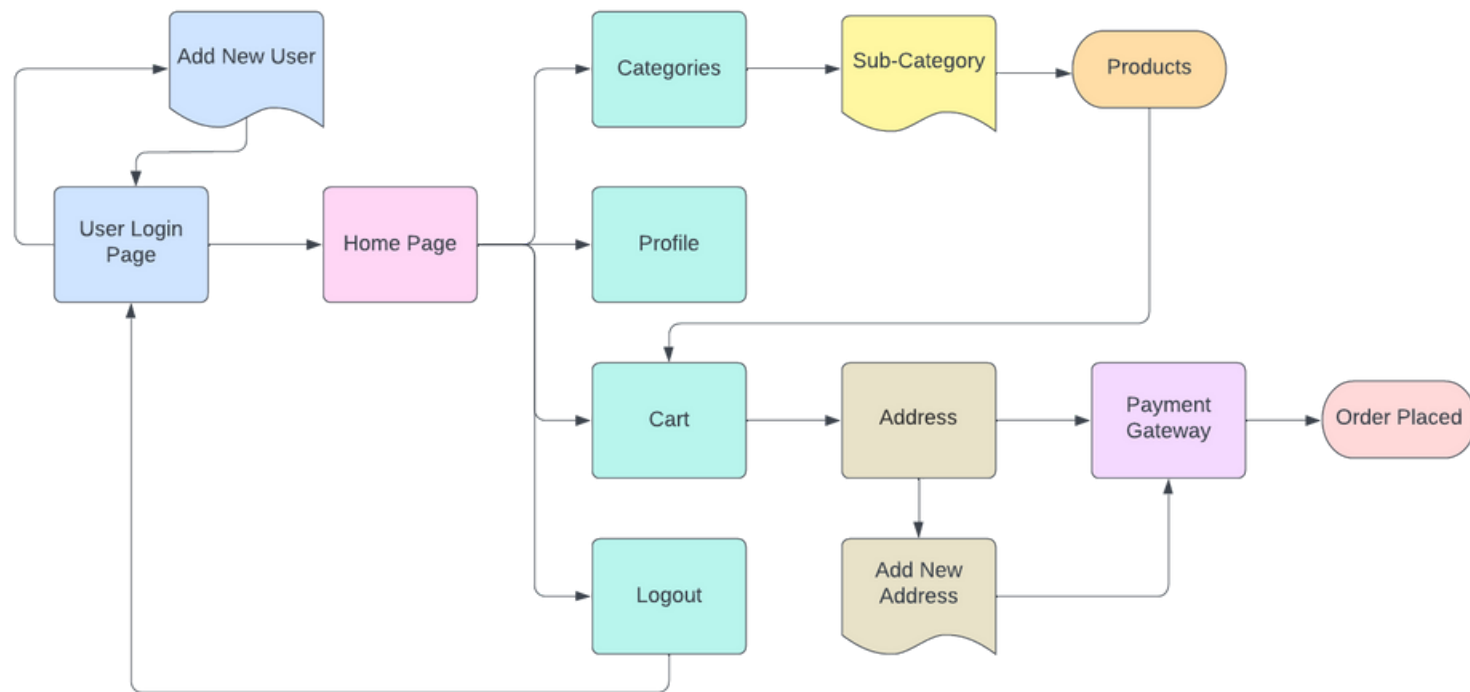 Add New User
Categories
Sub-Category
Products
User Login
Page
Home Page
Profile
Cart
Address
Payment
Gateway
Order Placed
Logout
Add New
Address